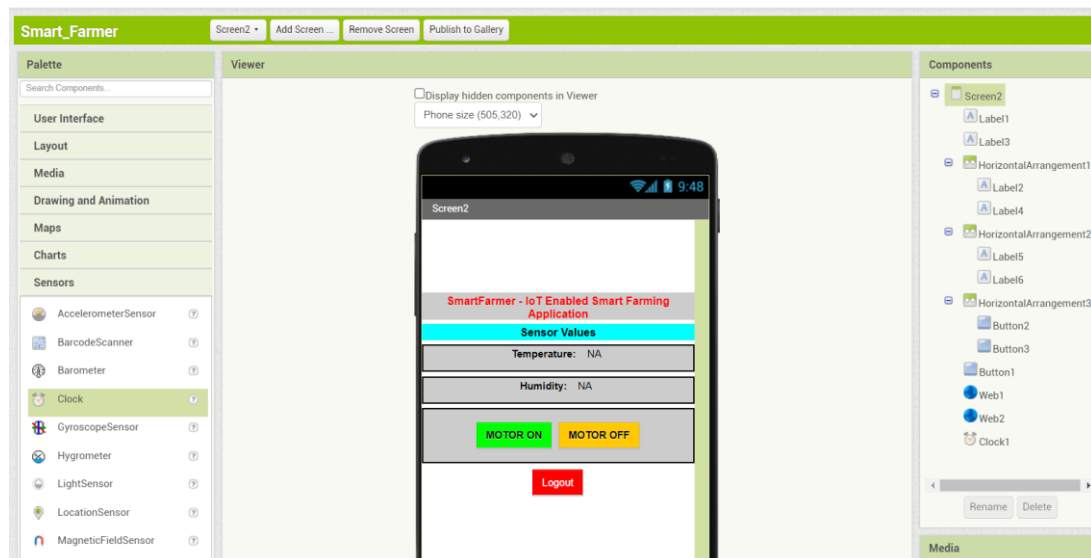 Smart_Farmer
Screen2
Add Screen ...
Remove Screen
Publish to Gallery
Palette
Search Components...
User Interface
Layout
Media
Drawing and Animation
Maps
Charts
Sensors
AccelerometerSensor
BarcodeScanner
Barometer
Clock
GyroscopeSensor
Hygrometer
LightSensor
LocationSensor
MagneticFieldSensor
Viewer
Display hidden components in Viewer
Phone size (505,320)
9:48
Screen2
SmartFarmer - IoT Enabled Smart Farming
Application
Sensor Values
Temperature: NA
Humidity: NA
MOTOR ON MOTOR OFF
Logout
Components
Screen2
Label1
Label3
HorizontalArrangement1
Label2
Label4
HorizontalArrangement2
Label5
Label6
HorizontalArrangement3
Button2
Button3
Button1
Web1
Web2
Clock1
Rename Delete
Media